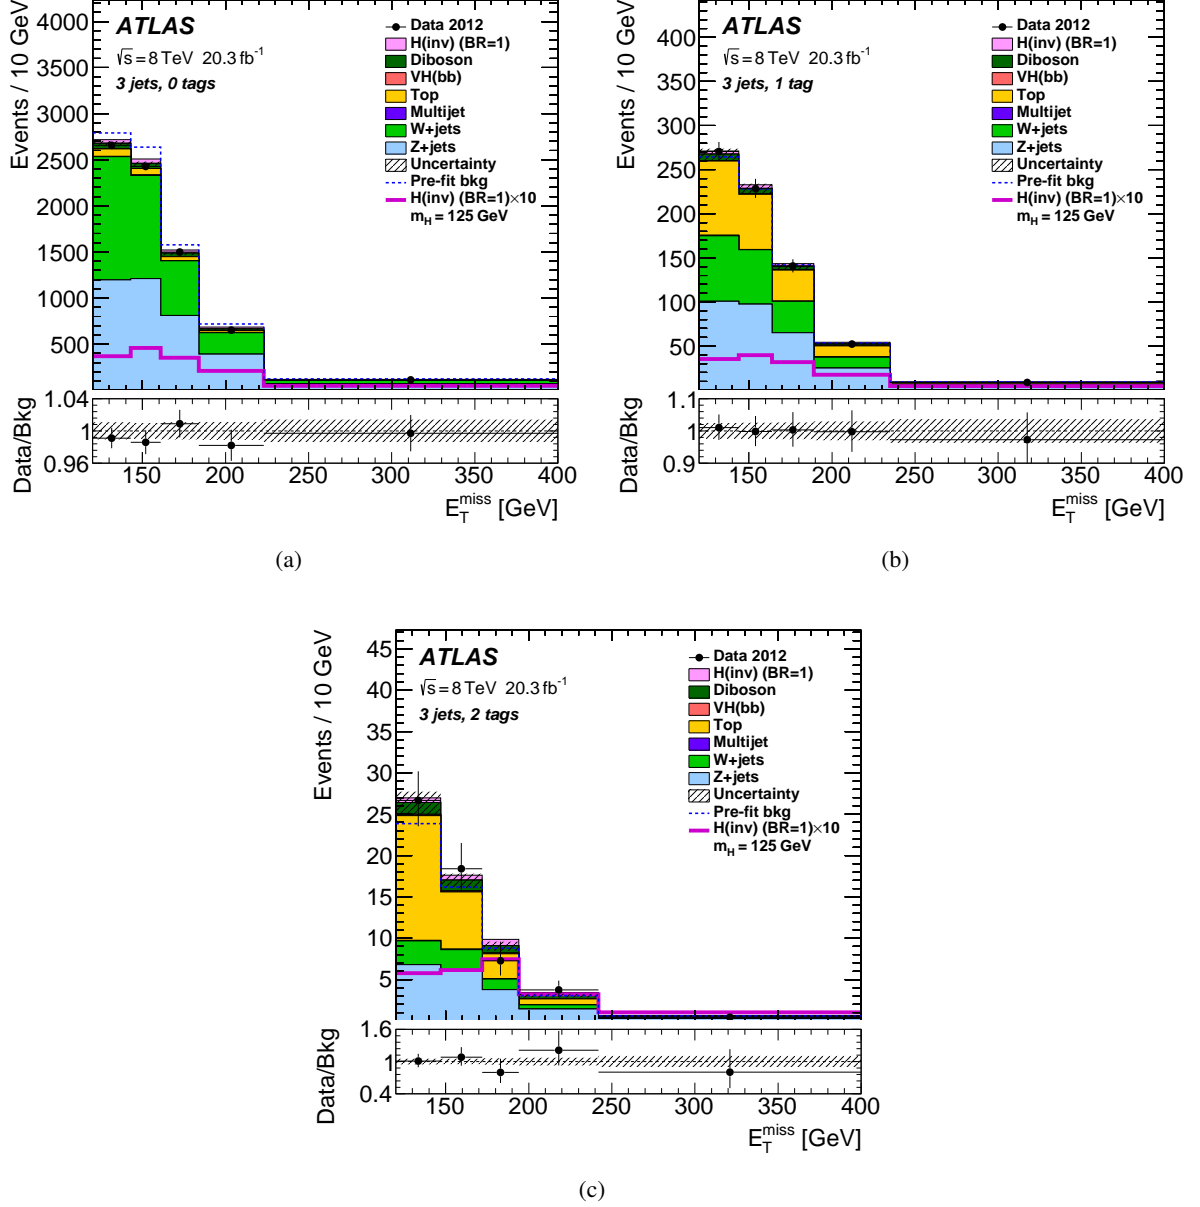 ATLAS
√s = 8 TeV 20.3 fb⁻¹
3 jets, 0 tags
Data 2012
H(inv) (BR=1)
Diboson
VH(bb)
Top
Multijet
W+jets
Z+jets
Uncertainty
Pre-fit bkg
H(inv) (BR=1)×10
m_H = 125 GeV
Events / 10 GeV
4000
3500
3000
2500
2000
1500
1000
500
Data/Bkg
1.04
1
0.96
150 200 250 300 350 400
E_T^miss [GeV]
(a)
ATLAS
√s = 8 TeV 20.3 fb⁻¹
3 jets, 1 tag
Data 2012
H(inv) (BR=1)
Diboson
VH(bb)
Top
Multijet
W+jets
Z+jets
Uncertainty
Pre-fit bkg
H(inv) (BR=1)×10
m_H = 125 GeV
Events / 10 GeV
400
350
300
250
200
150
100
50
Data/Bkg
1.1
1
0.9
150 200 250 300 350 400
E_T^miss [GeV]
(b)
ATLAS
√s = 8 TeV 20.3 fb⁻¹
3 jets, 2 tags
Data 2012
H(inv) (BR=1)
Diboson
VH(bb)
Top
Multijet
W+jets
Z+jets
Uncertainty
Pre-fit bkg
H(inv) (BR=1)×10
m_H = 125 GeV
Events / 10 GeV
45
40
35
30
25
20
15
10
5
Data/Bkg
1.6
1
0.4
150 200 250 300 350 400
E_T^miss [GeV]
(c)